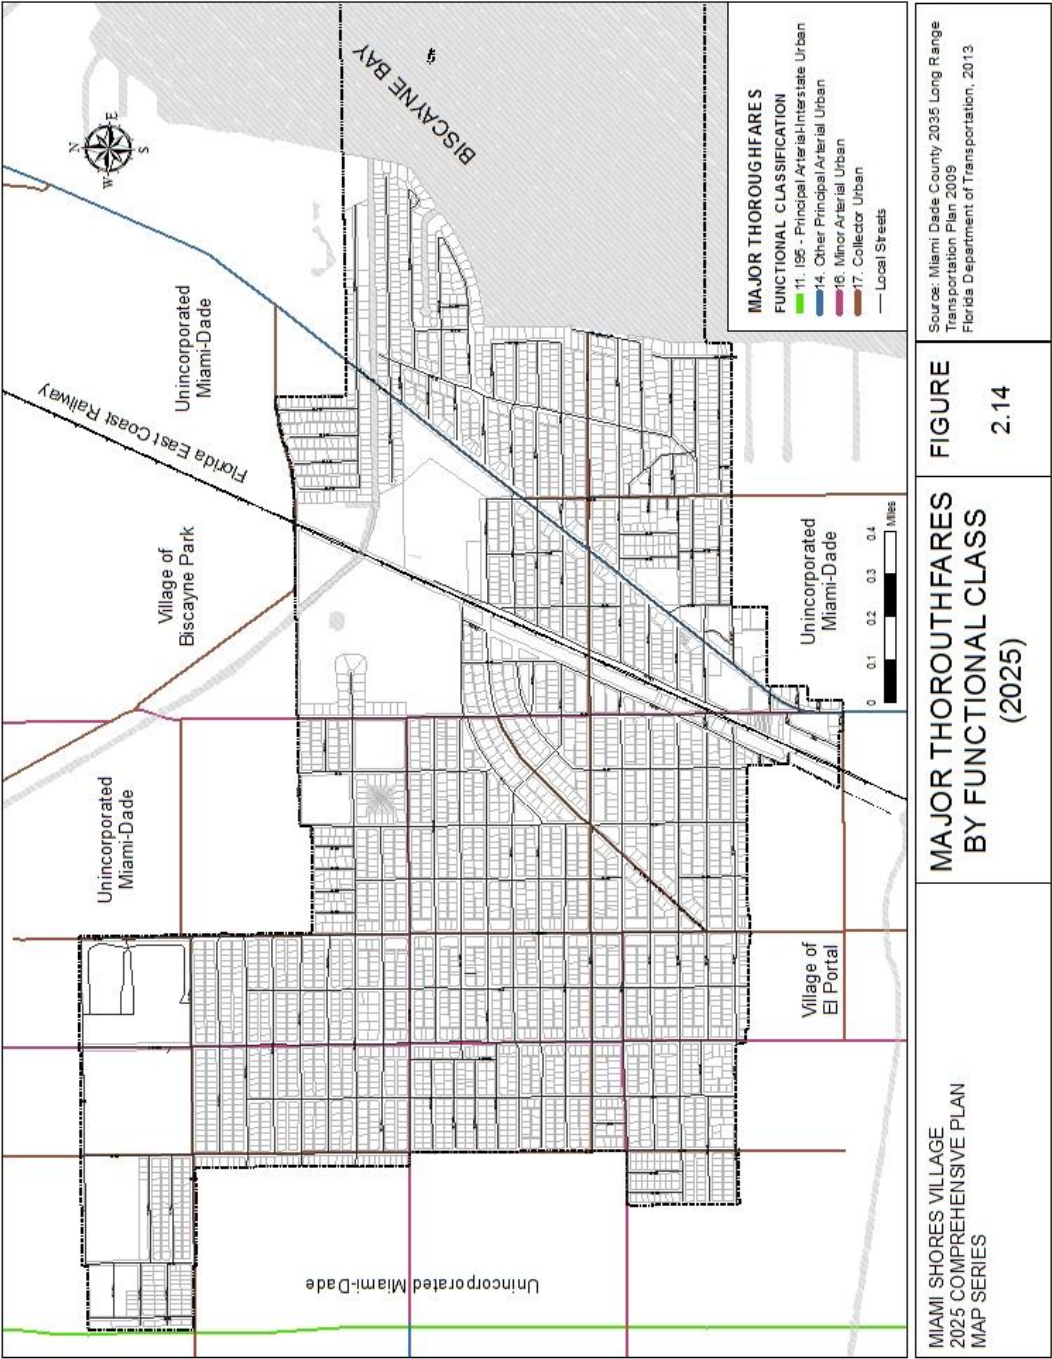 Florida East Coast Railway
BISCAYNE BAY
N
E
S
W
Unincorporated
Miami-Dade
Village of
Biscayne Park
Unincorporated
Miami-Dade
Unincorporated
Miami-Dade
Village of
El Portal
Unincorporated Miami-Dade
0 0.1 0.2 0.3 0.4
Miles
MAJOR THOROUGHFARES
FUNCTIONAL CLASSIFICATION
11. I95 - Principal Arterial-Interstate Urban
14. Other Principal Arterial Urban
16. Minor Arterial Urban
17. Collector Urban
Local Streets
MIAMI SHORES VILLAGE
2025 COMPREHENSIVE PLAN
MAP SERIES
MAJOR THOROUTHFARES
BY FUNCTIONAL CLASS
(2025)
FIGURE
2.14
Source: Miami Dade County 2035 Long Range
Transportation Plan 2009
Florida Department of Transportation, 2013